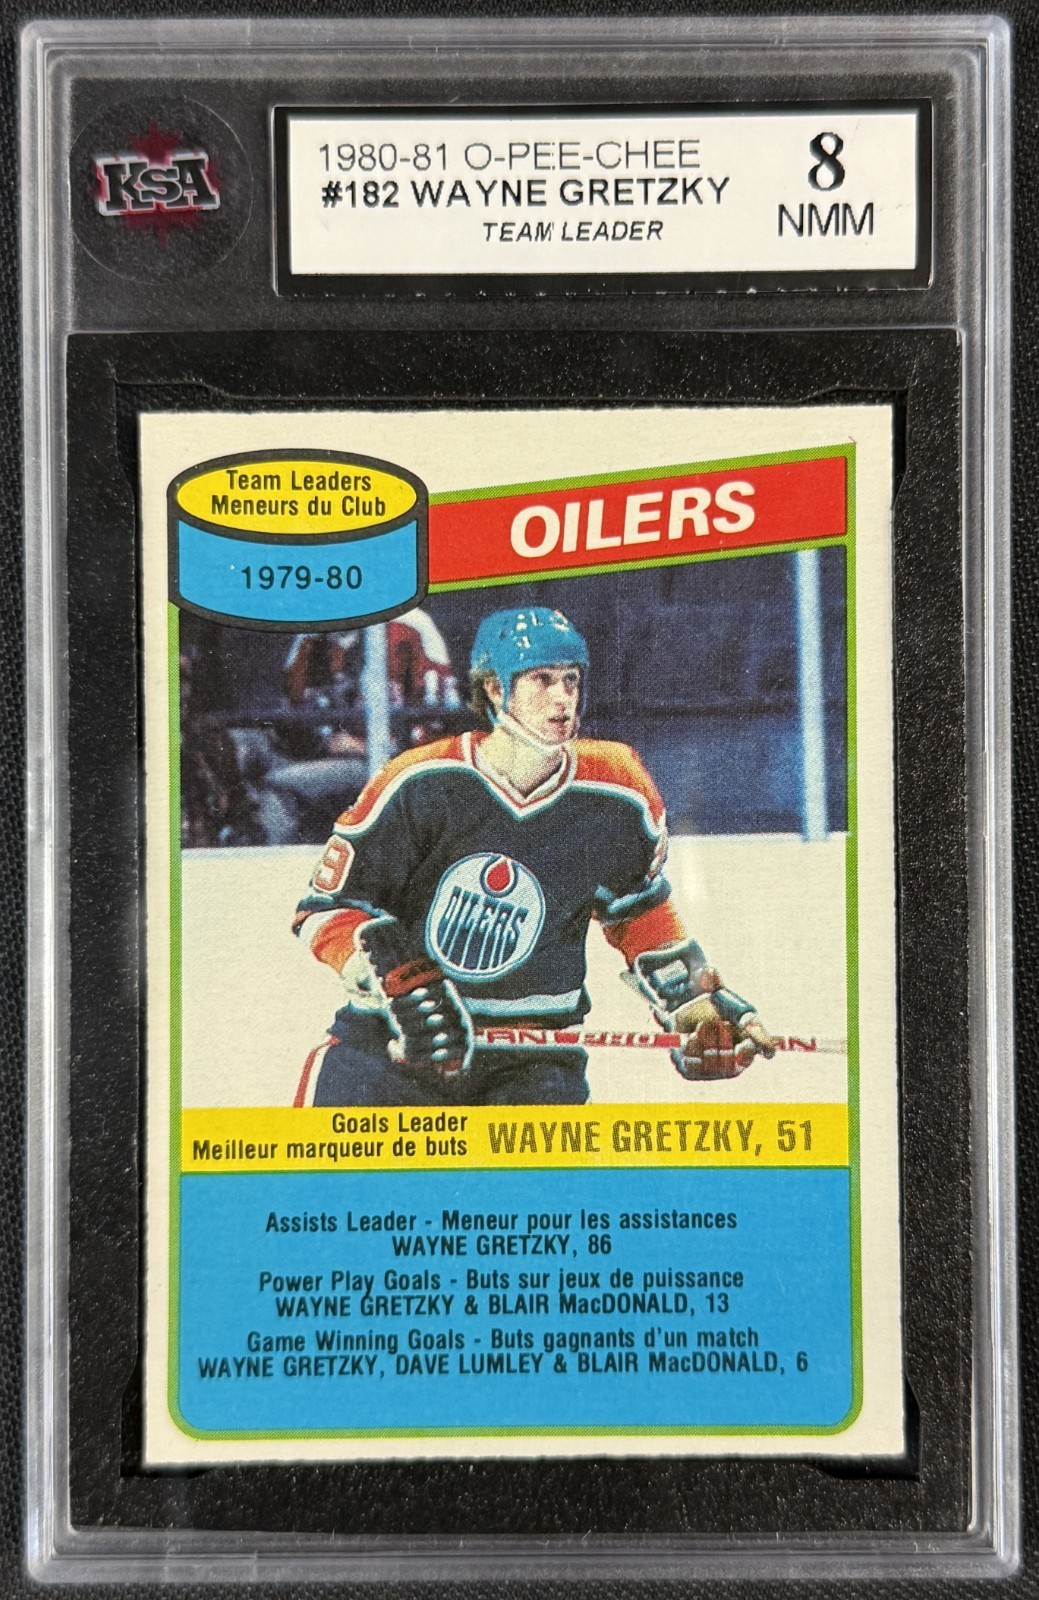 KSA
1980-81 O-PEE-CHEE
#182 WAYNE GRETZKY
TEAM LEADER
8
NMM
Team Leaders
Meneurs du Club
1979-80
OILERS
OILERS
Goals Leader
Meilleur marqueur de buts
WAYNE GRETZKY, 51
Assists Leader - Meneur pour les assistances
WAYNE GRETZKY, 86
Power Play Goals - Buts sur jeux de puissance
WAYNE GRETZKY & BLAIR MacDONALD, 13
Game Winning Goals - Buts gagnants d'un match
WAYNE GRETZKY, DAVE LUMLEY & BLAIR MacDONALD, 6